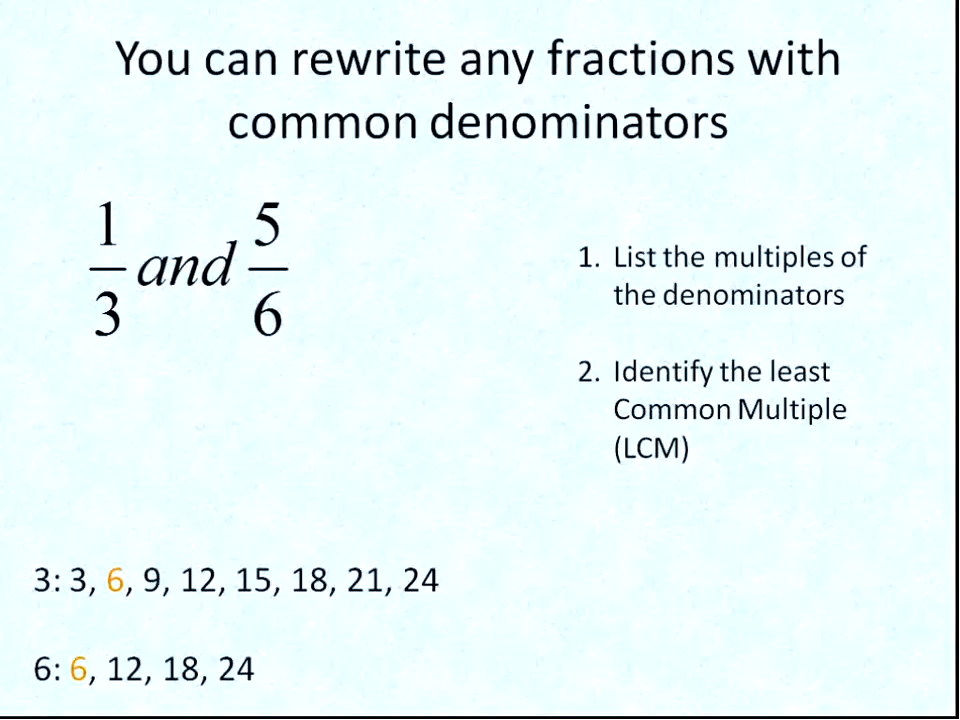 You can rewrite any fractions with
common denominators
1/3 and 5/6
1. List the multiples of
the denominators
2. Identify the least
Common Multiple
(LCM)
3: 3, 6, 9, 12, 15, 18, 21, 24
6: 6, 12, 18, 24